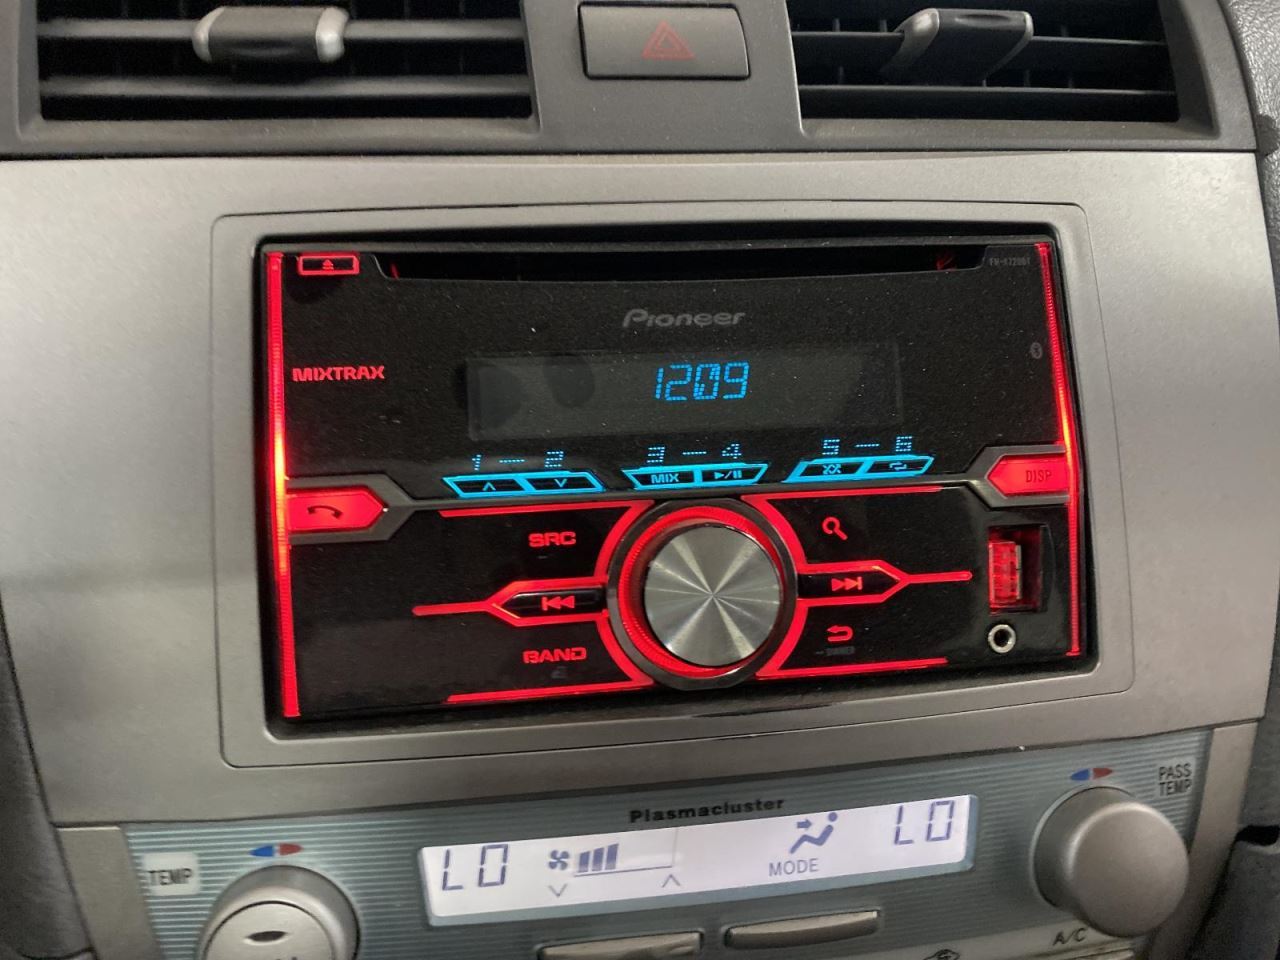 Pioneer
MIXTRAX
1209
1 — 2
3 — 4
5 — 6
MIX
DISP
SRC
BAND
DIMMER
Plasmacluster
PASS
TEMP
TEMP
LO
LO
MODE
A/C